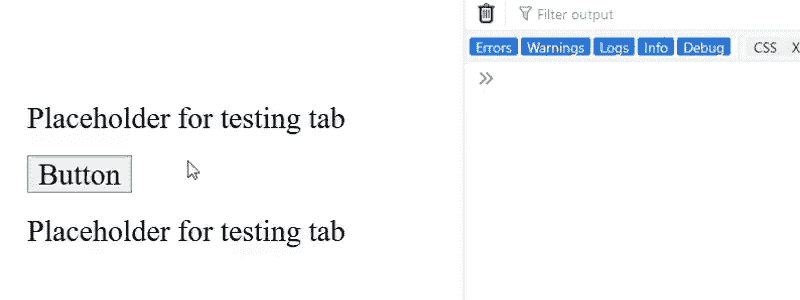 Filter output
Errors Warnings Logs Info Debug CSS X
Placeholder for testing tab
Button
Placeholder for testing tab